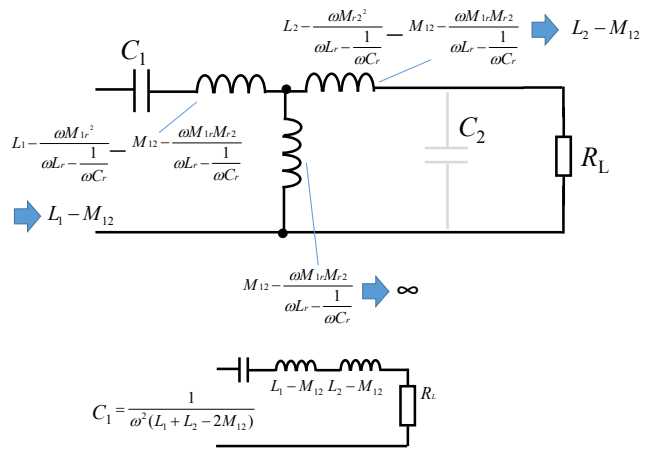 L₂ − ωMr2² / (ωLr − 1/(ωCr)) − M12 − ωM1rMr2 / (ωLr − 1/(ωCr)) L₂ − M₁₂
C₁
L1 − ωM1r² / (ωLr − 1/(ωCr)) − M12 − ωM1rMr2 / (ωLr − 1/(ωCr))
C₂
R_L
L₁ − M₁₂
M12 − ωM1rMr2 / (ωLr − 1/(ωCr)) ∞
L₁ − M₁₂ L₂ − M₁₂
R_L
C₁ = 1 / (ω²(L₁ + L₂ − 2M₁₂))